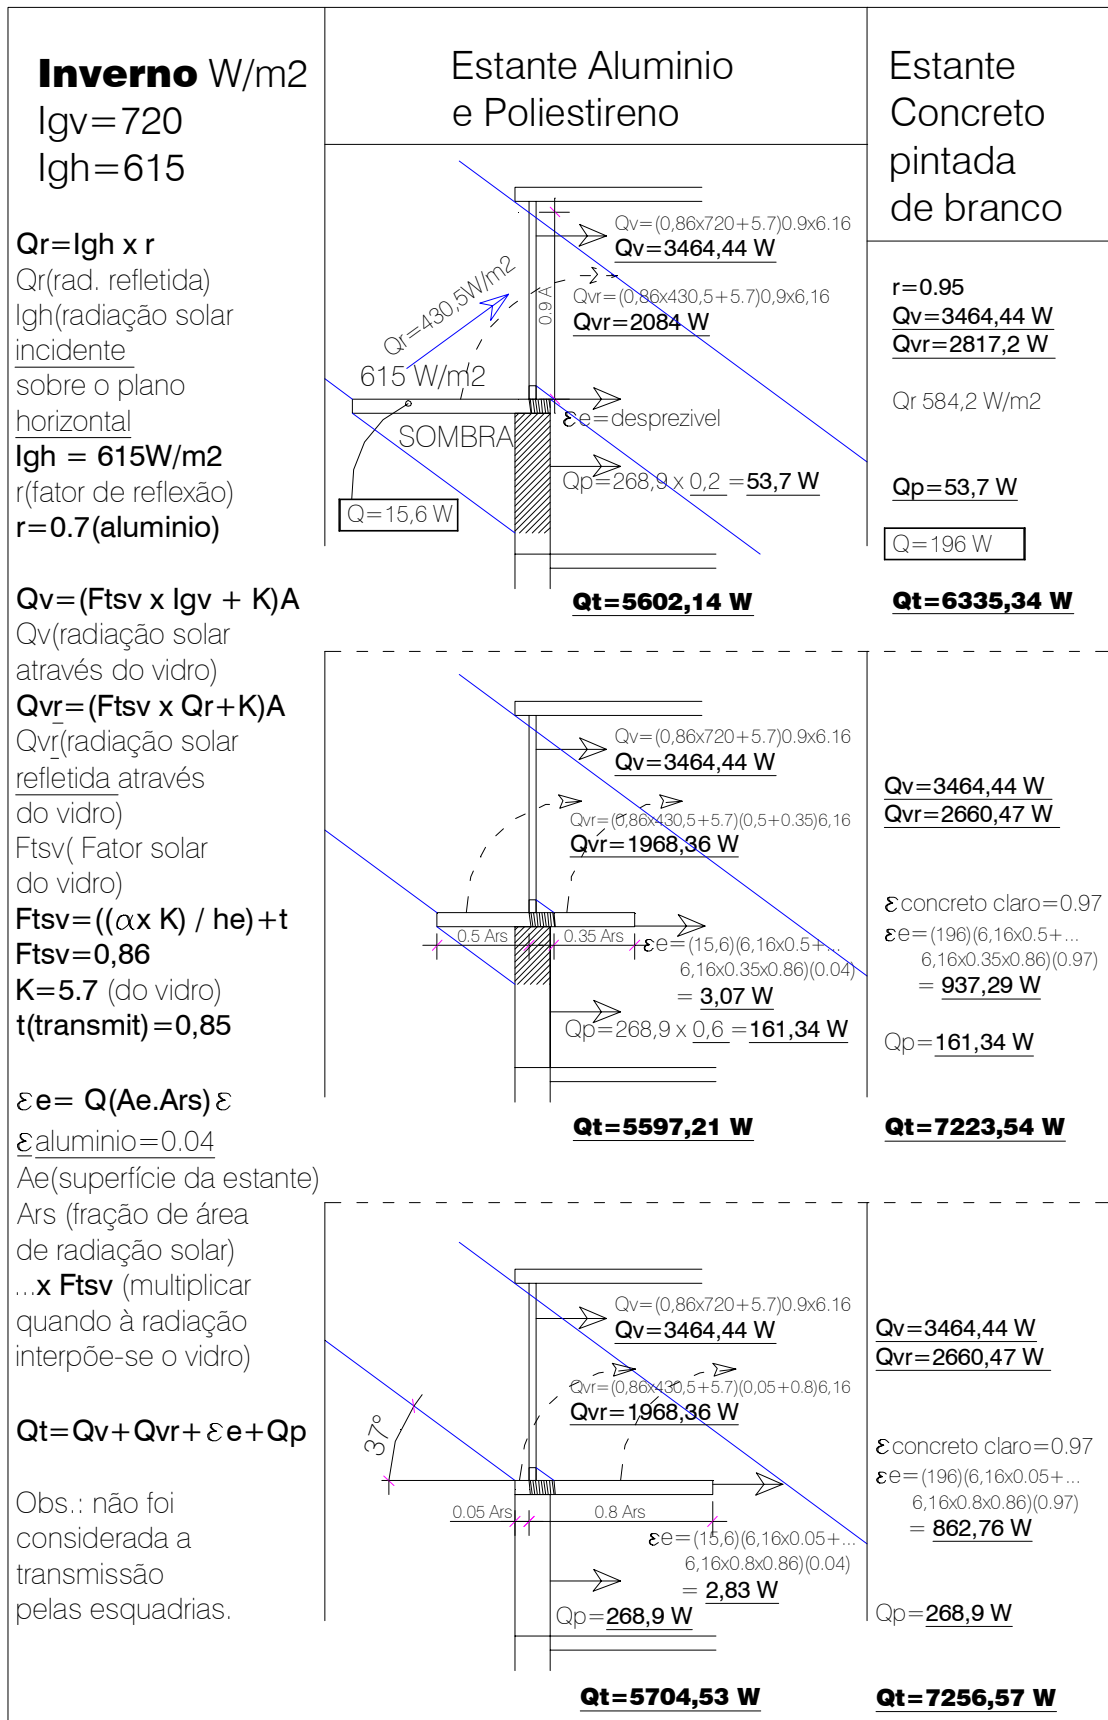 Inverno W/m2
Igv=720
Igh=615
Qr=Igh x r
Qr(rad. refletida)
Igh(radiação solar
incidente
sobre o plano
horizontal
Igh = 615W/m2
r(fator de reflexão)
r=0.7(aluminio)
Qv=(Ftsv x Igv + K)A
Qv(radiação solar
através do vidro)
Qvr=(Ftsv x Qr+K)A
Qvr(radiação solar
refletida através
do vidro)
Ftsv( Fator solar
do vidro)
Ftsv=((αx K) / he)+t
Ftsv=0,86
K=5.7 (do vidro)
t(transmit)=0,85
εe= Q(Ae.Ars)ε
εaluminio=0.04
Ae(superfície da estante)
Ars (fração de área
de radiação solar)
...x Ftsv (multiplicar
quando à radiação
interpõe-se o vidro)
Qt=Qv+Qvr+εe+Qp
Obs.: não foi
considerada a
transmissão
pelas esquadrias.
Estante Aluminio
e Poliestireno
Qv=(0,86x720+5.7)0.9x6.16
Qv=3464,44 W
Qr=430,5W/m2
0.9 A
Qvr=(0,86x430,5+5.7)0,9x6,16
Qvr=2084 W
615 W/m2
SOMBRA
εe=desprezivel
Qp=268,9 x 0,2 =53,7 W
Q=15,6 W
Qt=5602,14 W
Qv=(0,86x720+5.7)0.9x6.16
Qv=3464,44 W
Qvr=(0,86x430,5+5.7)(0,5+0.35)6,16
Qvr=1968,36 W
0.5 Ars
0.35 Ars
εe=(15,6)(6,16x0.5+...
6,16x0.35x0.86)(0.04)
= 3,07 W
Qp=268,9 x 0,6 =161,34 W
Qt=5597,21 W
Qv=(0,86x720+5.7)0.9x6.16
Qv=3464,44 W
Qvr=(0,86x430,5+5.7)(0,05+0.8)6,16
Qvr=1968,36 W
37°
0.05 Ars
0.8 Ars
εe=(15,6)(6,16x0.05+...
6,16x0.8x0.86)(0.04)
= 2,83 W
Qp=268,9 W
Qt=5704,53 W
Estante
Concreto
pintada
de branco
r=0.95
Qv=3464,44 W
Qvr=2817,2 W
Qr 584,2 W/m2
Qp=53,7 W
Q=196 W
Qt=6335,34 W
Qv=3464,44 W
Qvr=2660,47 W
εconcreto claro=0.97
εe=(196)(6,16x0.5+...
6,16x0.35x0.86)(0.97)
= 937,29 W
Qp=161,34 W
Qt=7223,54 W
Qv=3464,44 W
Qvr=2660,47 W
εconcreto claro=0.97
εe=(196)(6,16x0.05+...
6,16x0.8x0.86)(0.97)
= 862,76 W
Qp=268,9 W
Qt=7256,57 W